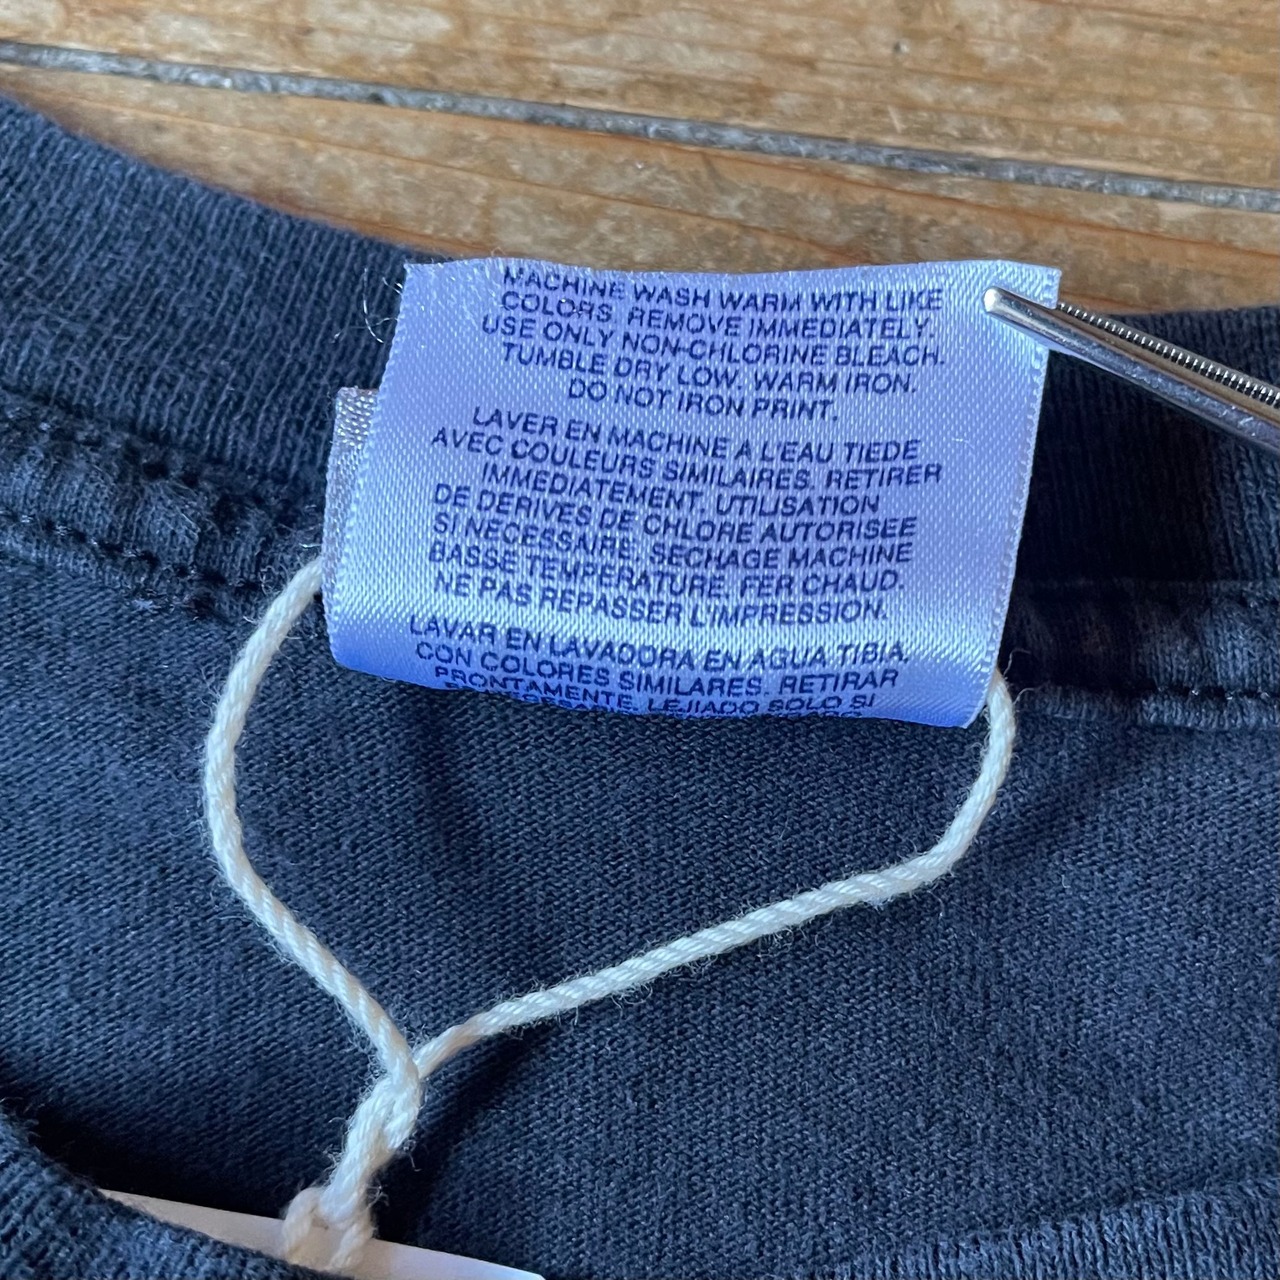 MACHINE WASH WARM WITH LIKE
COLORS. REMOVE IMMEDIATELY.
USE ONLY NON-CHLORINE BLEACH.
TUMBLE DRY LOW. WARM IRON.
DO NOT IRON PRINT.
LAVER EN MACHINE A L'EAU TIEDE
AVEC COULEURS SIMILAIRES. RETIRER
IMMEDIATEMENT. UTILISATION
DE DERIVES DE CHLORE AUTORISEE
SI NECESSAIRE. SECHAGE MACHINE
BASSE TEMPERATURE. FER CHAUD.
NE PAS REPASSER L'IMPRESSION.
LAVAR EN LAVADORA EN AGUA TIBIA,
CON COLORES SIMILARES. RETIRAR
PRONTAMENTE. LEJIADO SOLO SI